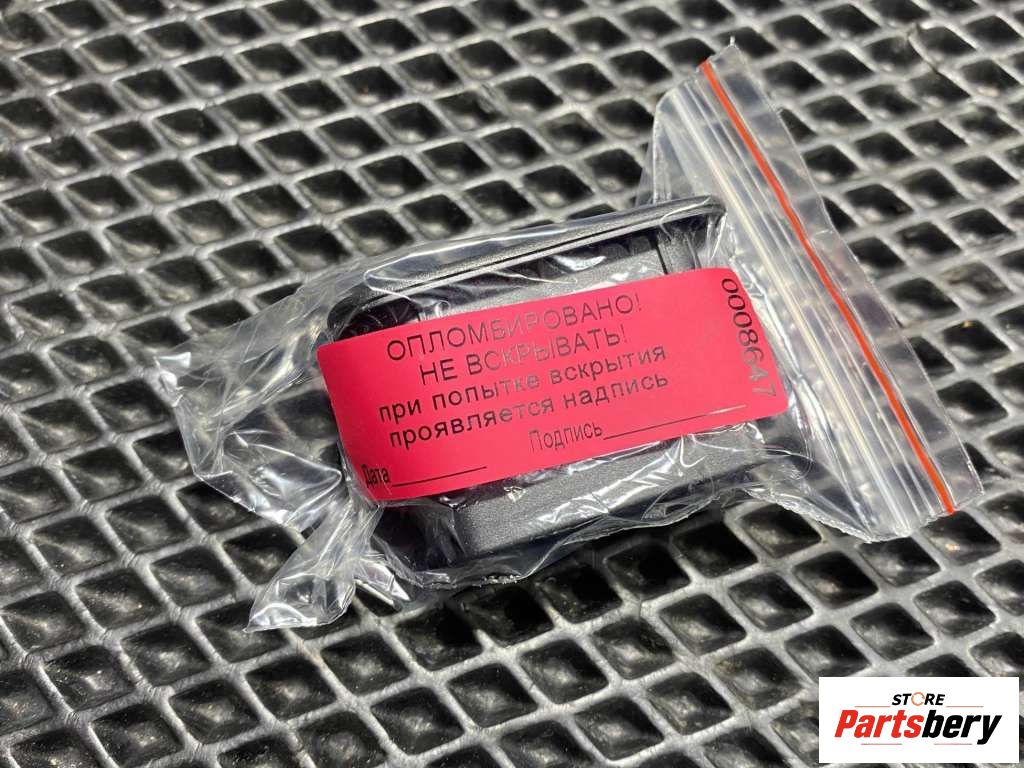 ОПЛОМБИРОВАНО!
НЕ ВСКРЫВАТЬ!
при попытке вскрытия
проявляется надпись
Дата
Подпись
0008647
STORE
Partsbery